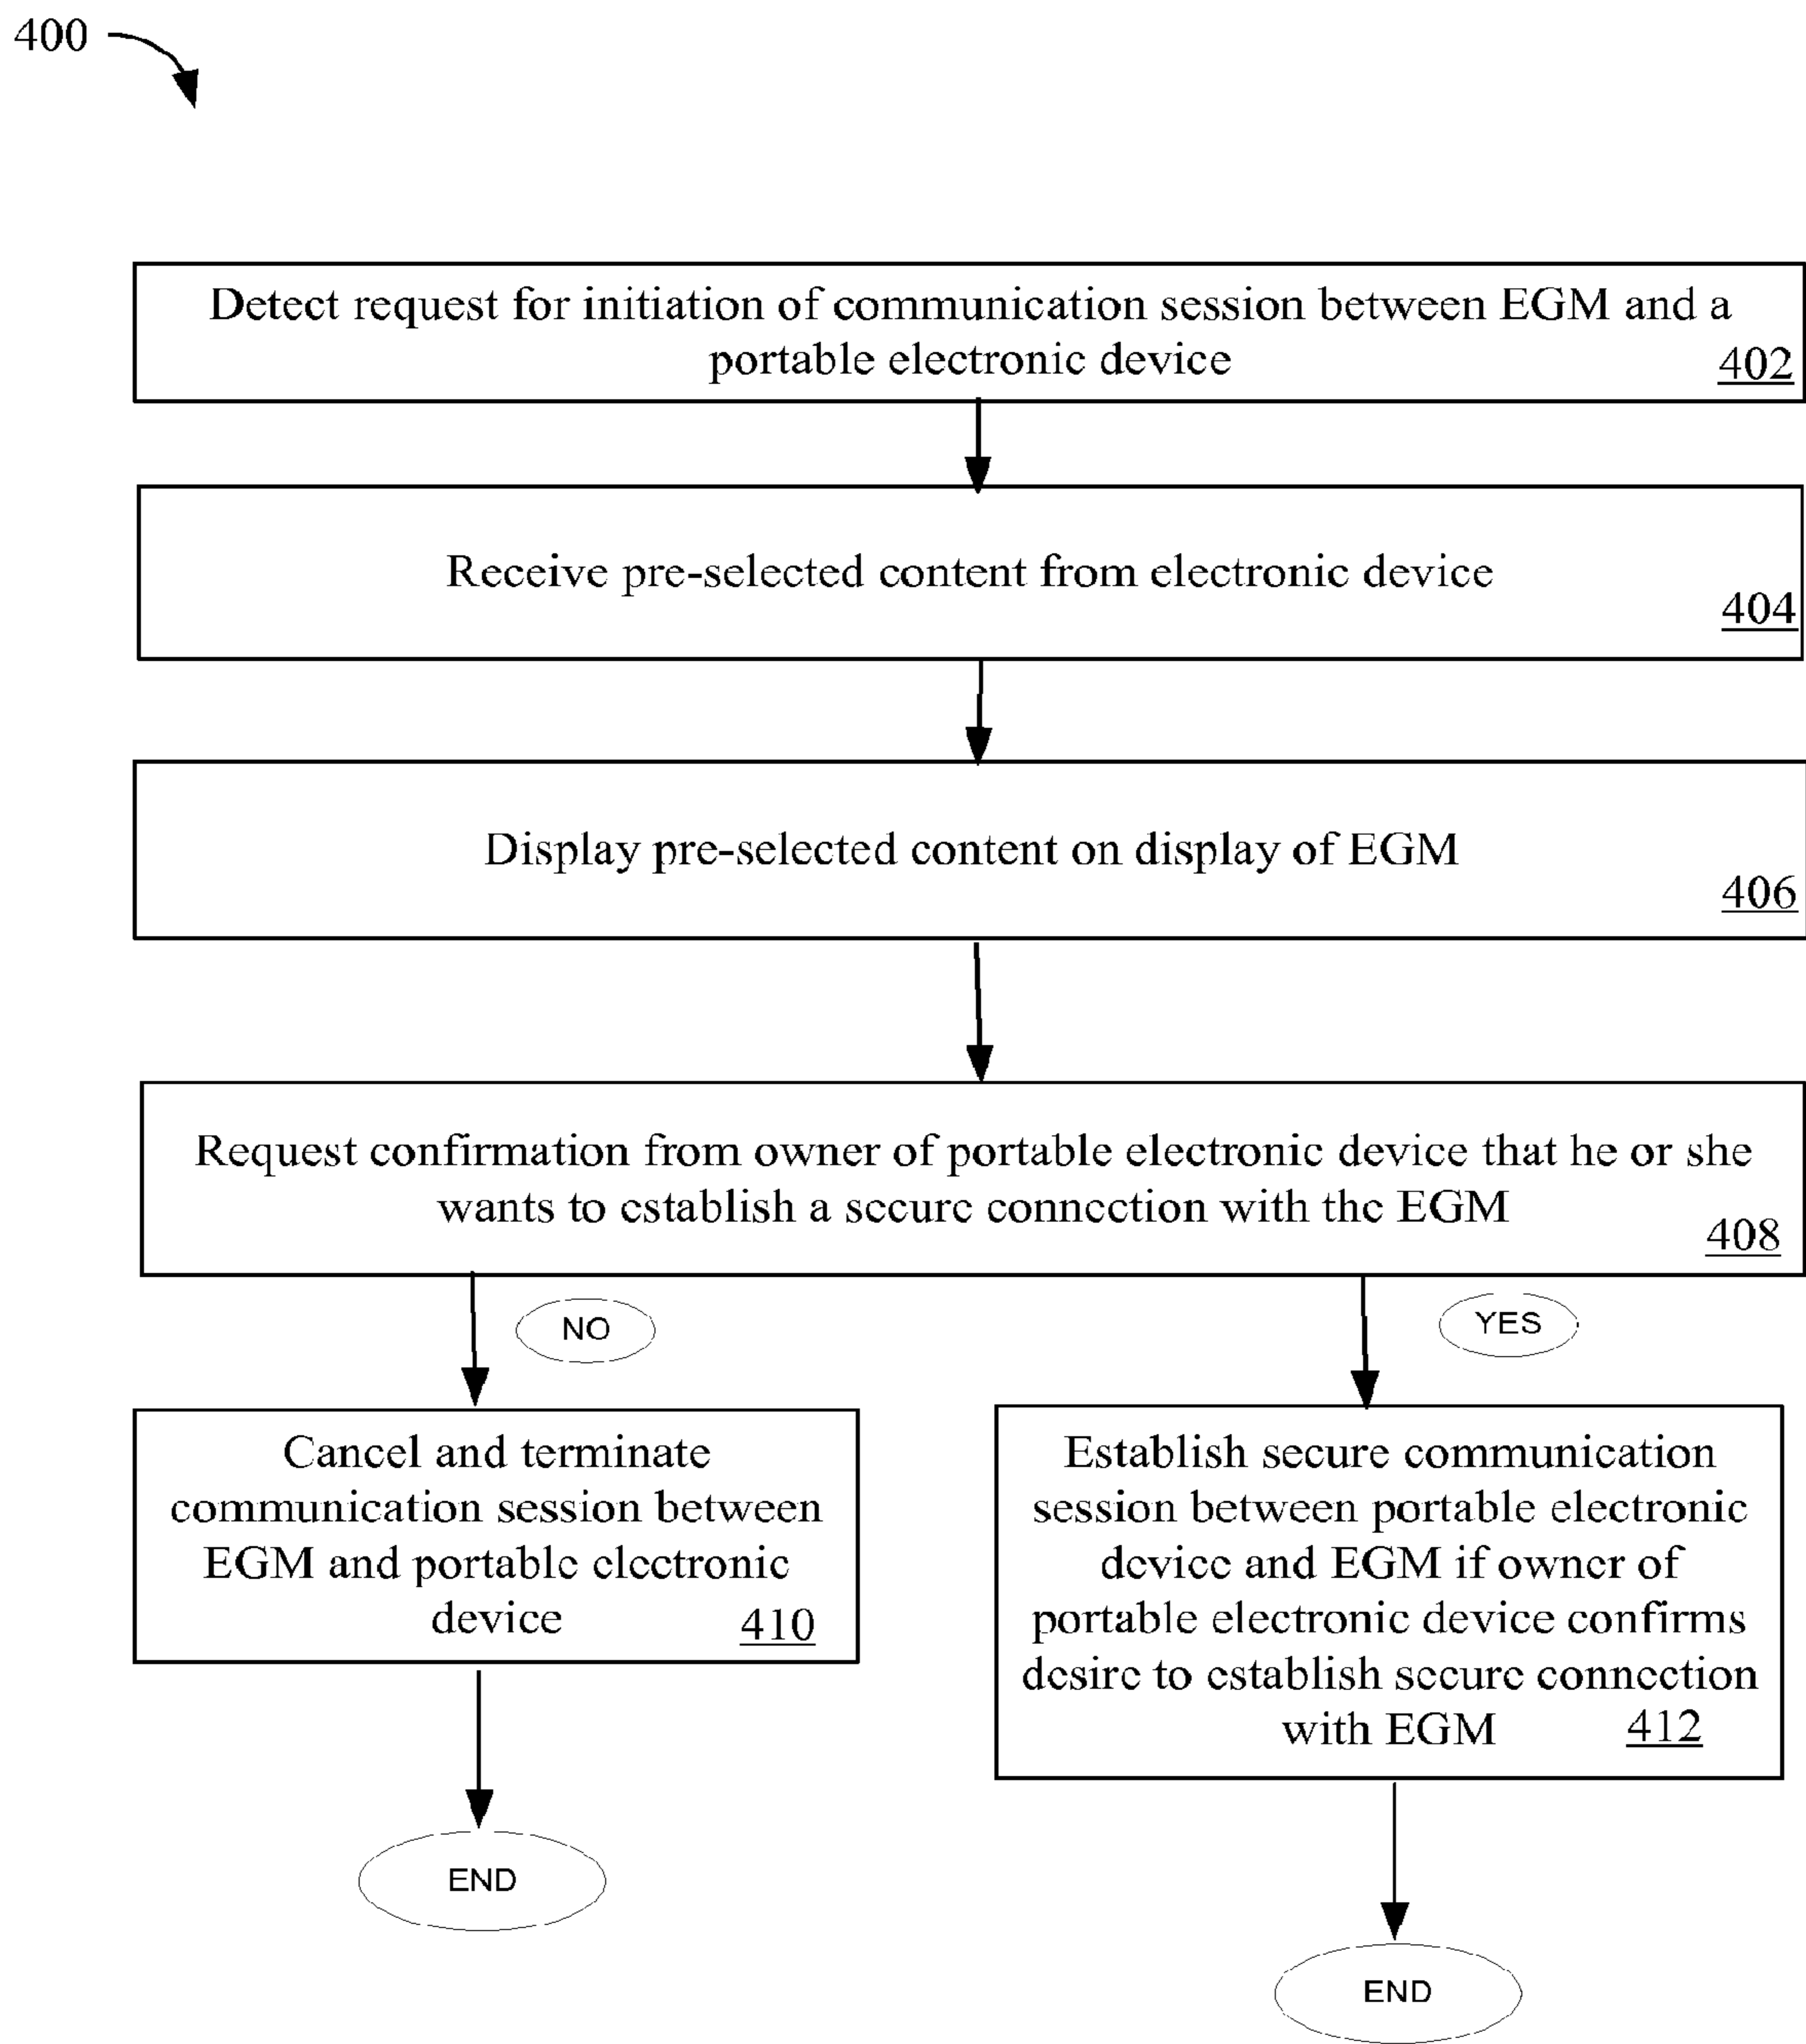 400
Detect request for initiation of communication session between EGM and a
portable electronic device
402
Receive pre-selected content from electronic device
404
Display pre-selected content on display of EGM
406
Request confirmation from owner of portable electronic device that he or she
wants to establish a secure connection with the EGM
408
NO
YES
Cancel and terminate
communication session between
EGM and portable electronic
device
410
Establish secure communication
session between portable electronic
device and EGM if owner of
portable electronic device confirms
desire to establish secure connection
with EGM
412
END
END